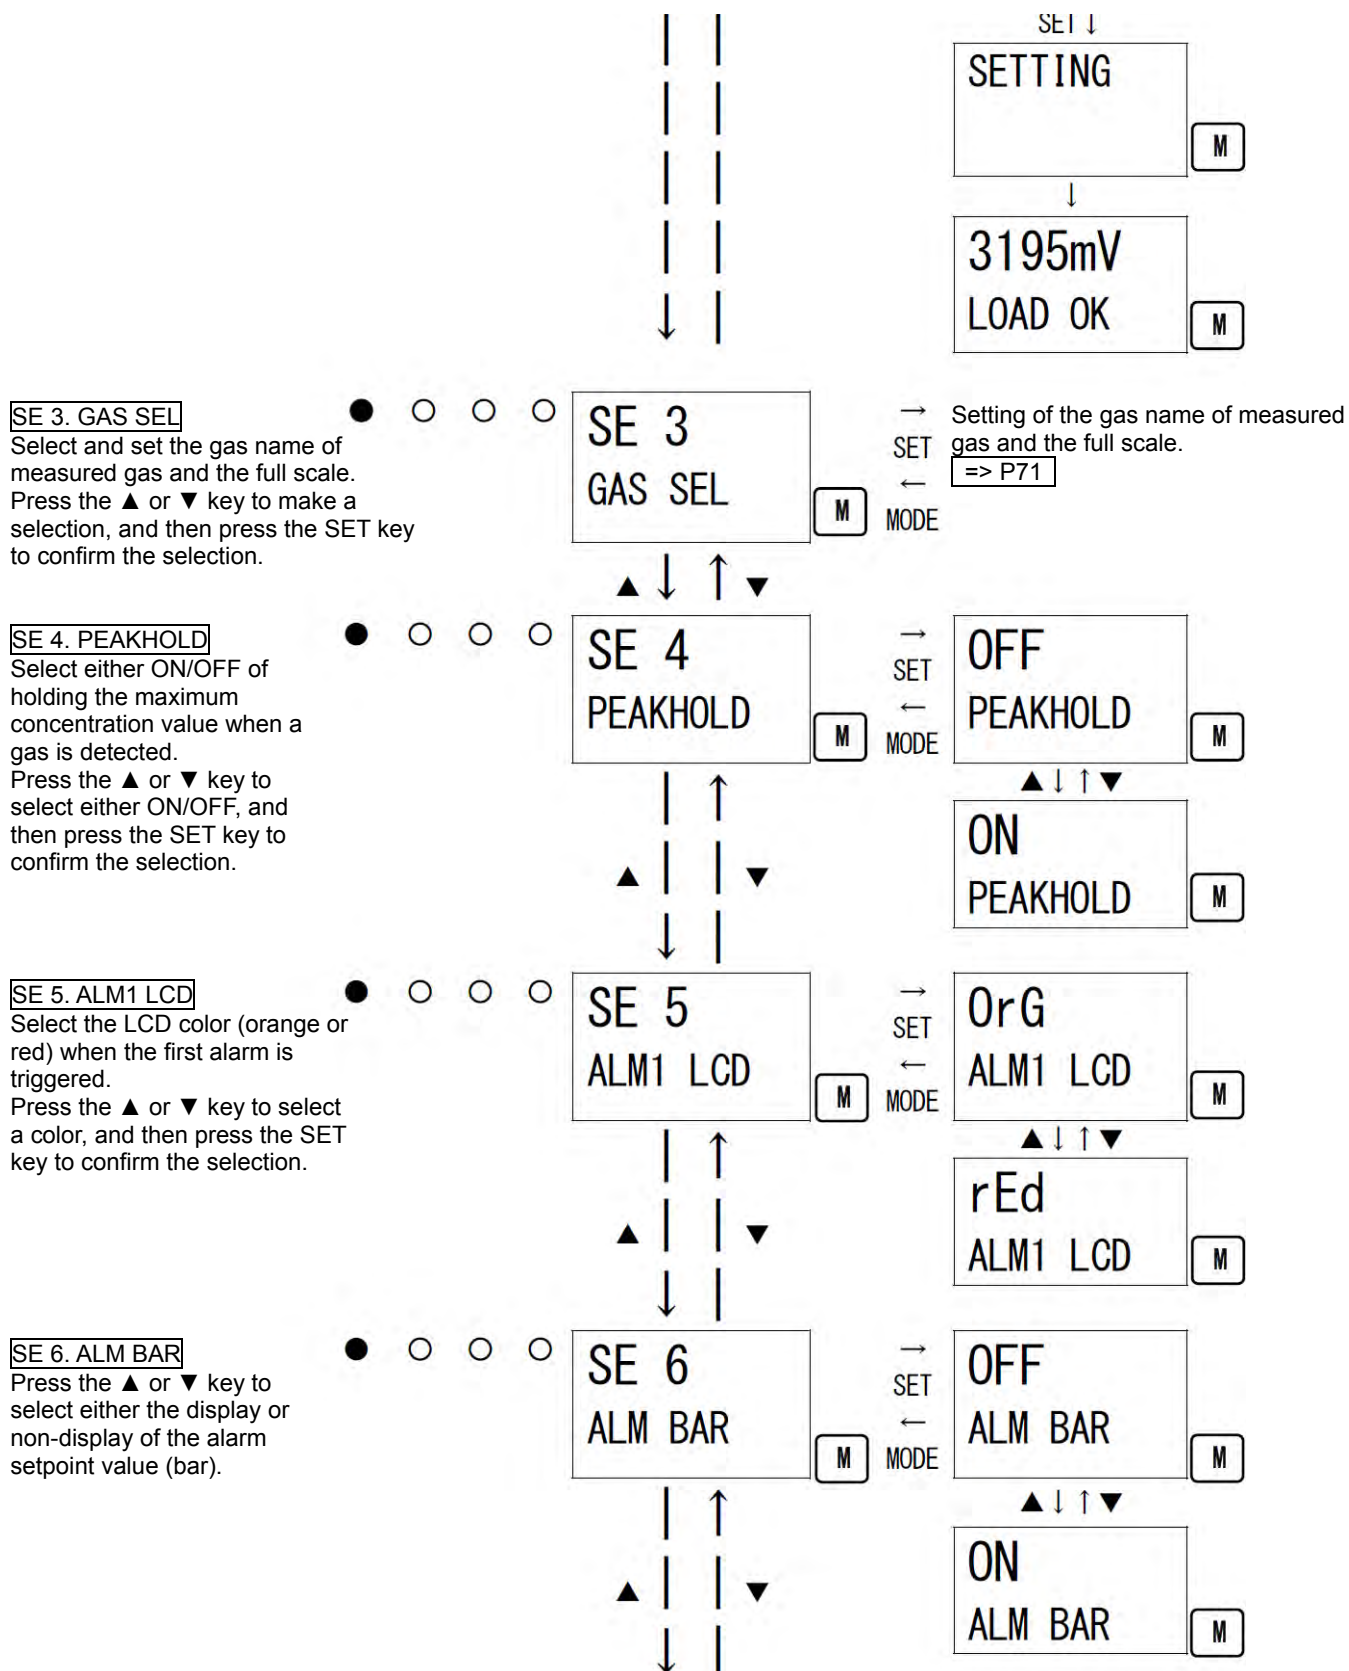 SET ↓
SETTING
M
↓
3195mV
LOAD OK
M
SE 3. GAS SEL
Select and set the gas name of
measured gas and the full scale.
Press the ▲ or ▼ key to make a
selection, and then press the SET key
to confirm the selection.
● ○ ○ ○
SE 3
GAS SEL
M
→
SET
←
MODE
Setting of the gas name of measured
gas and the full scale.
=> P71
▲ ↓ ↑ ▼
SE 4. PEAKHOLD
Select either ON/OFF of
holding the maximum
concentration value when a
gas is detected.
Press the ▲ or ▼ key to
select either ON/OFF, and
then press the SET key to
confirm the selection.
● ○ ○ ○
SE 4
PEAKHOLD
M
→
SET
←
MODE
OFF
PEAKHOLD
M
▲↓↑▼
ON
PEAKHOLD
M
▲ ▼
SE 5. ALM1 LCD
Select the LCD color (orange or
red) when the first alarm is
triggered.
Press the ▲ or ▼ key to select
a color, and then press the SET
key to confirm the selection.
● ○ ○ ○
SE 5
ALM1 LCD
M
→
SET
←
MODE
OrG
ALM1 LCD
M
▲↓↑▼
rEd
ALM1 LCD
M
▲ ▼
SE 6. ALM BAR
Press the ▲ or ▼ key to
select either the display or
non-display of the alarm
setpoint value (bar).
● ○ ○ ○
SE 6
ALM BAR
M
→
SET
←
MODE
OFF
ALM BAR
M
▲↓↑▼
ON
ALM BAR
M
▲ ▼